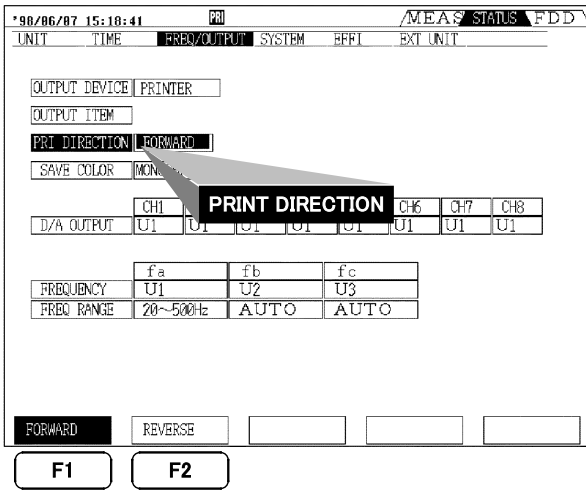 '98/06/07 15:18:41 PRI MEAS STATUS FDD
UNIT TIME FREQ/OUTPUT SYSTEM EFFI EXT UNIT
OUTPUT DEVICE PRINTER
OUTPUT ITEM
PRI DIRECTION FORWARD
SAVE COLOR
PRINT DIRECTION
CH1 CH6 CH7 CH8
D/A OUTPUT U1 U1 U1 U1 U1 U1 U1 U1
fa fb fc
FREQUENCY U1 U2 U3
FREQ RANGE 20~500Hz AUTO AUTO
FORWARD REVERSE
F1 F2